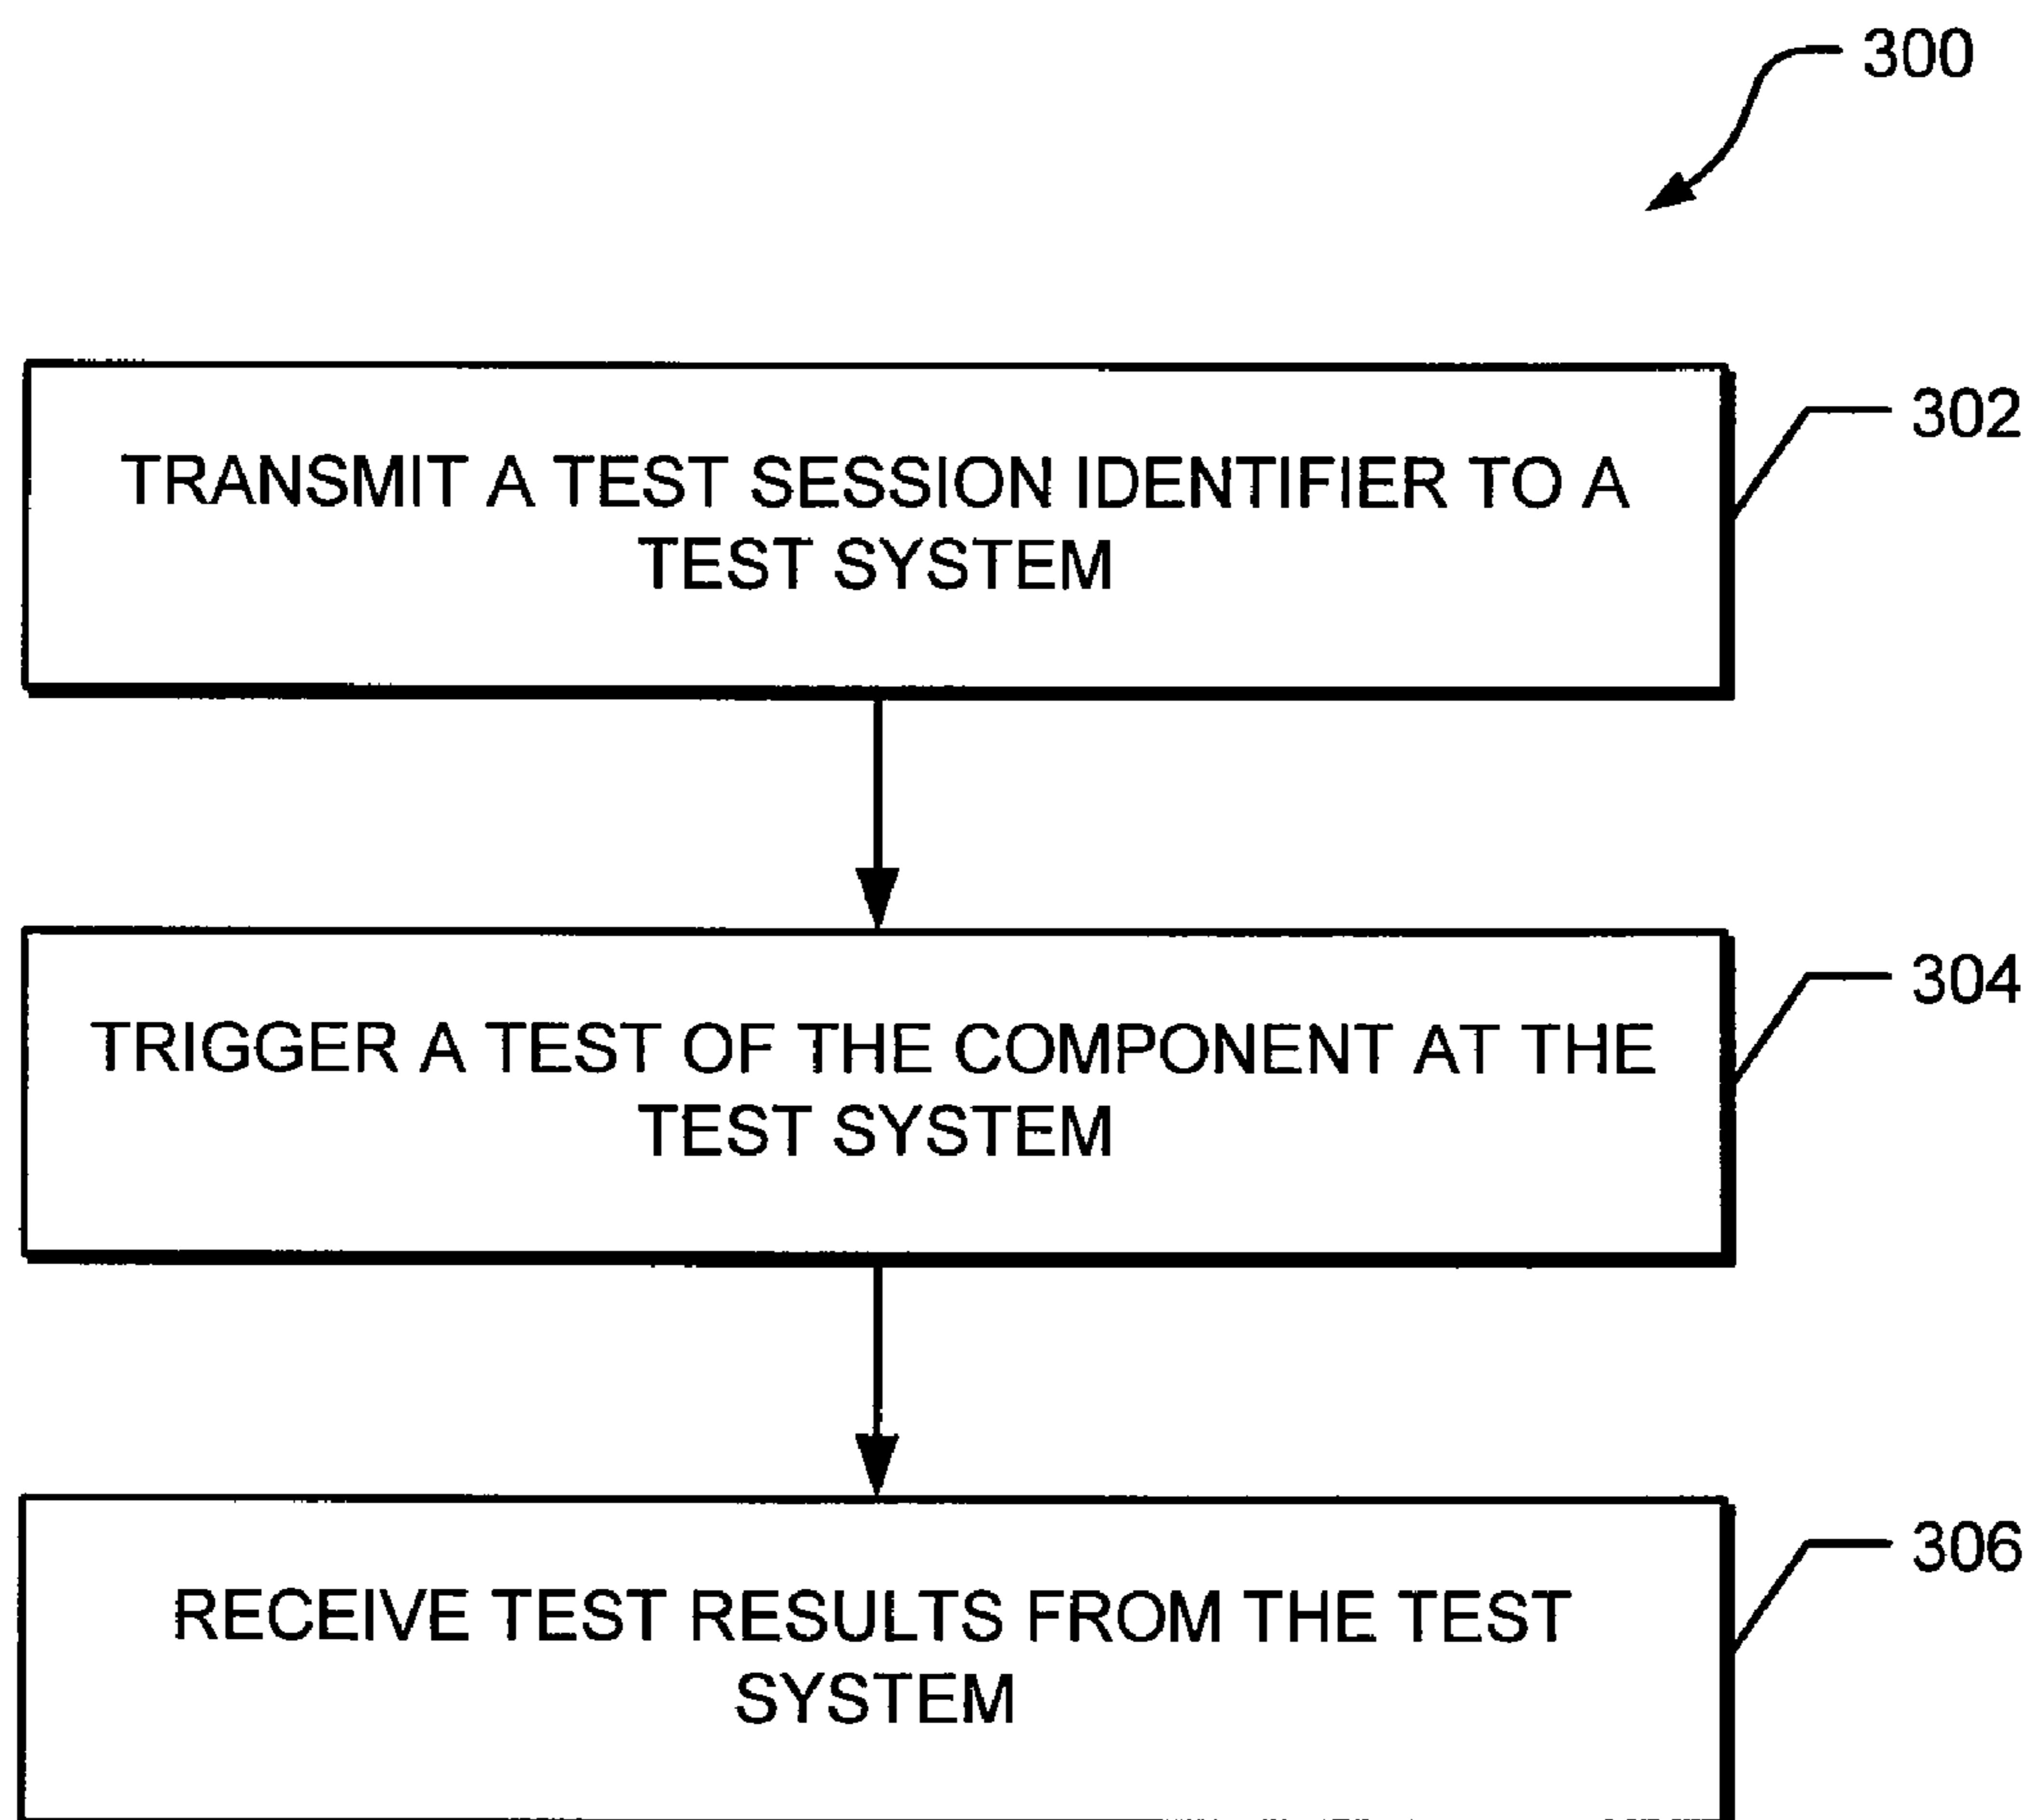 300
302
TRANSMIT A TEST SESSION IDENTIFIER TO A
TEST SYSTEM
304
TRIGGER A TEST OF THE COMPONENT AT THE
TEST SYSTEM
306
RECEIVE TEST RESULTS FROM THE TEST
SYSTEM